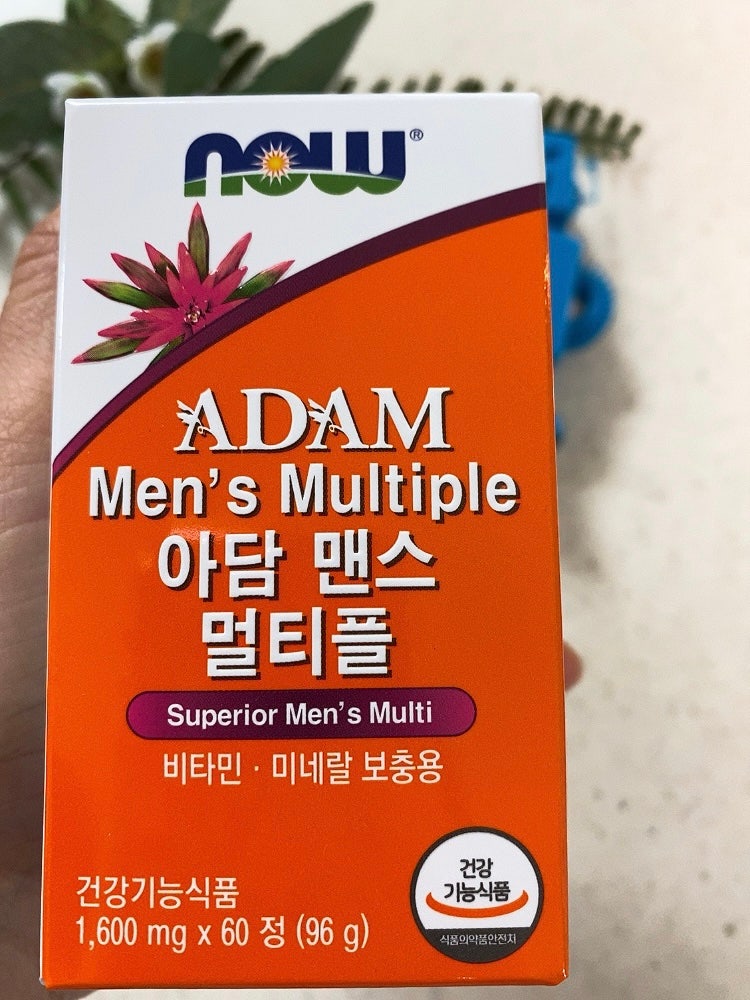 now®
ADAM
Men's Multiple
아담 맨스
멀티플
Superior Men's Multi
비타민 · 미네랄 보충용
건강기능식품
1,600 mg x 60 정 (96 g)
건강
기능식품
식품의약품안전처